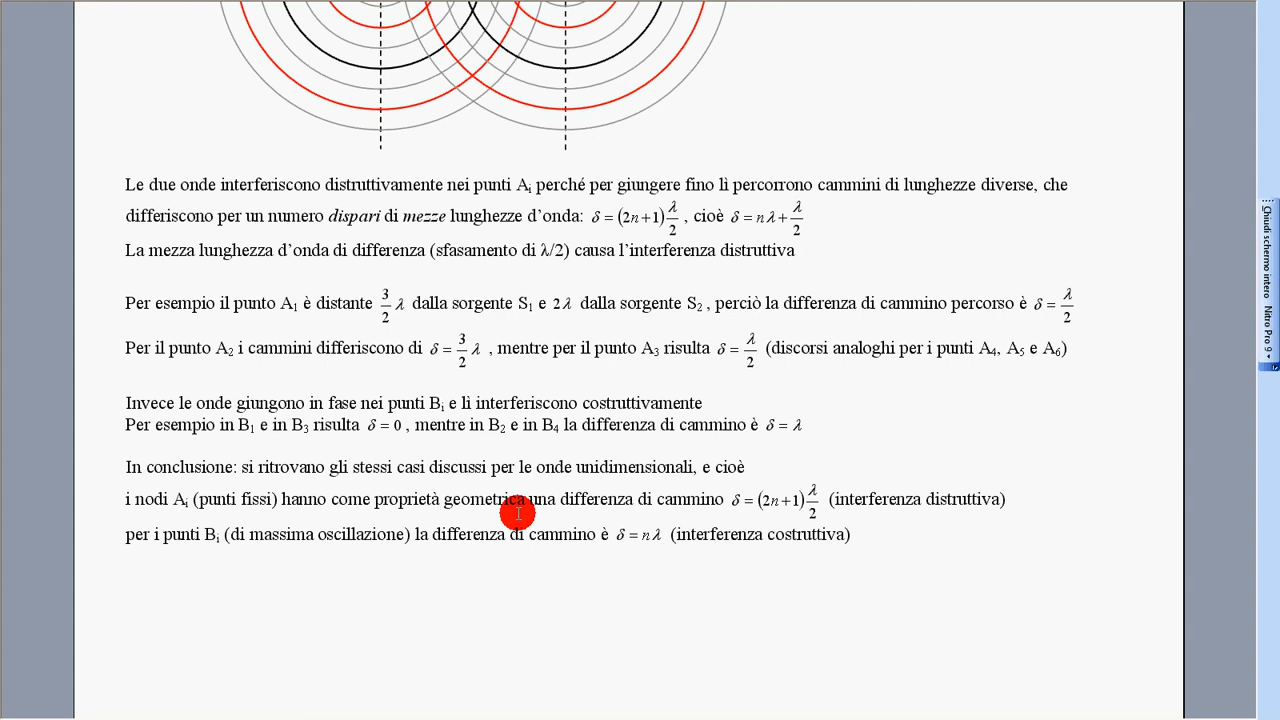 Le due onde interferiscono distruttivamente nei punti Aᵢ perché per giungere fino lì percorrono cammini di lunghezze diverse, che
differiscono per un numero dispari di mezze lunghezze d’onda: δ = (2n+1) λ/2 , cioè δ = nλ + λ/2
La mezza lunghezza d’onda di differenza (sfasamento di λ/2) causa l’interferenza distruttiva
Per esempio il punto A₁ è distante 3/2 λ dalla sorgente S₁ e 2λ dalla sorgente S₂ , perciò la differenza di cammino percorso è δ = λ/2
Per il punto A₂ i cammini differiscono di δ = 3/2 λ , mentre per il punto A₃ risulta δ = λ/2 (discorsi analoghi per i punti A₄, A₅ e A₆)
Invece le onde giungono in fase nei punti Bᵢ e lì interferiscono costruttivamente
Per esempio in B₁ e in B₃ risulta δ = 0 , mentre in B₂ e in B₄ la differenza di cammino è δ = λ
In conclusione: si ritrovano gli stessi casi discussi per le onde unidimensionali, e cioè
i nodi Aᵢ (punti fissi) hanno come proprietà geometrica una differenza di cammino δ = (2n+1) λ/2 (interferenza distruttiva)
per i punti Bᵢ (di massima oscillazione) la differenza di cammino è δ = nλ (interferenza costruttiva)
Chiudi schermo intero Nitro Pro 9